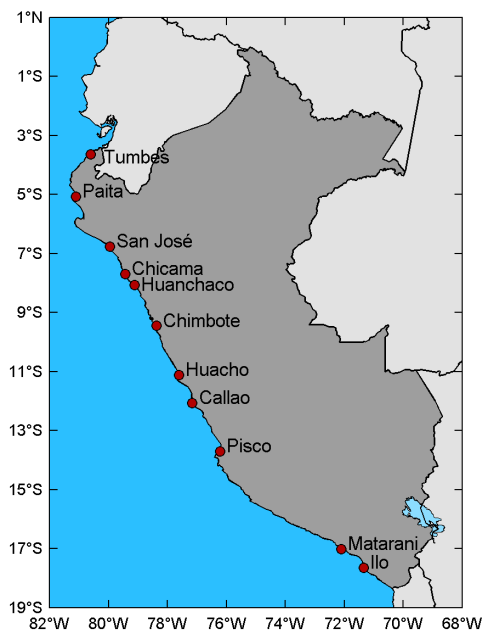 1°N
1°S
3°S
Tumbes
5°S
Paita
7°S
San José
Chicama
Huanchaco
9°S
Chimbote
11°S
Huacho
Callao
13°S
Pisco
15°S
17°S
Matarani
Ilo
19°S
82°W 80°W 78°W 76°W 74°W 72°W 70°W 68°W